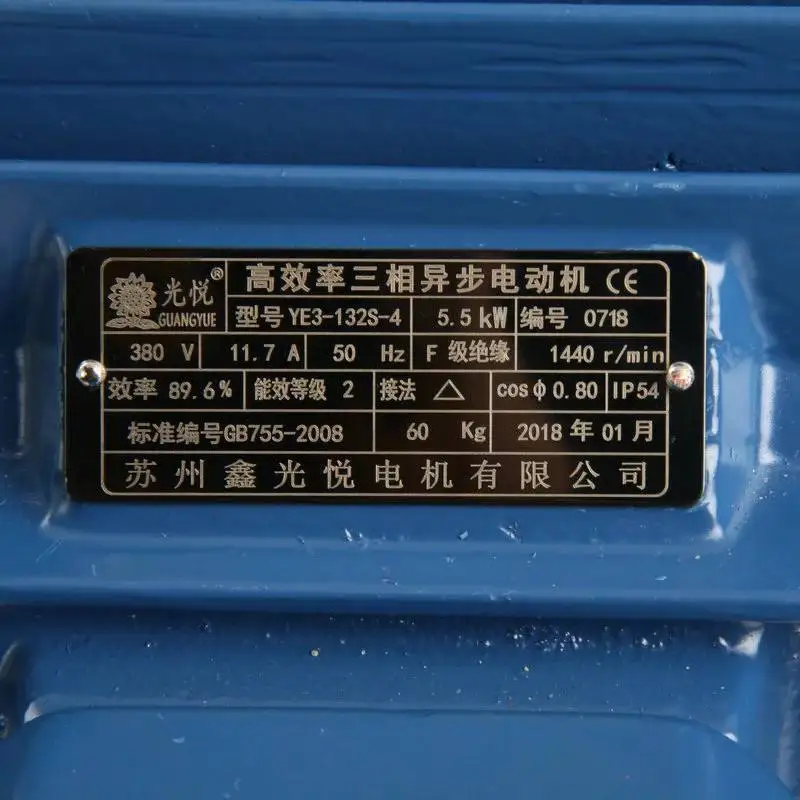 光悦®
GUANGYUE
高效率三相异步电动机 CE
型号 YE3-132S-4 5.5 kW 编号 0718
380 V 11.7 A 50 Hz F 级绝缘 1440 r/min
效率 89.6% 能效等级 2 接法 △ cosφ0.80 IP54
标准编号GB755-2008 60 Kg 2018 年 01 月
苏州鑫光悦电机有限公司